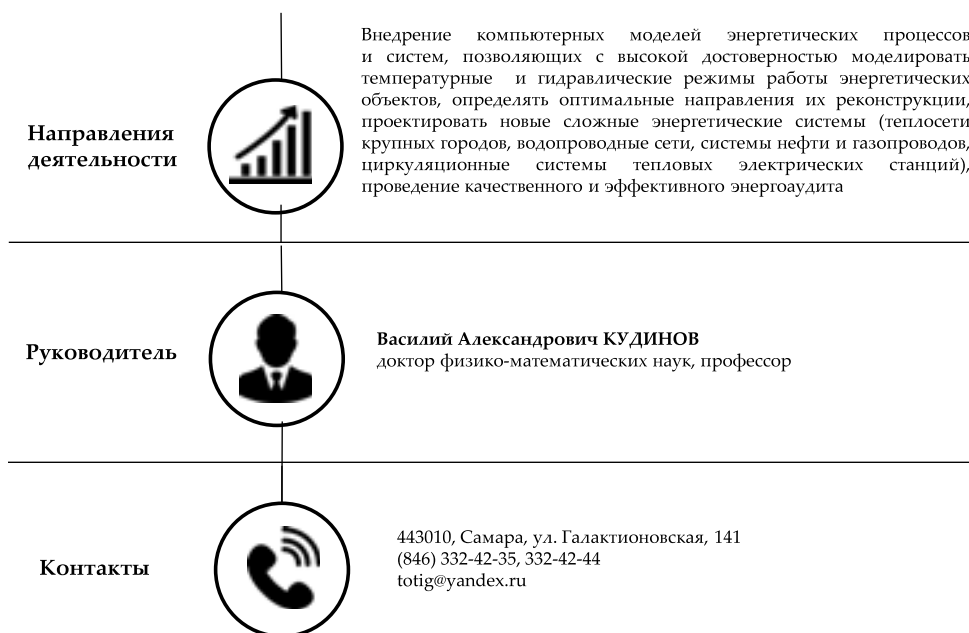 Направления
деятельности
Внедрение компьютерных моделей энергетических процессов
и систем, позволяющих с высокой достоверностью моделировать
температурные и гидравлические режимы работы энергетических
объектов, определять оптимальные направления их реконструкции,
проектировать новые сложные энергетические системы (теплосети
крупных городов, водопроводные сети, системы нефти и газопроводов,
циркуляционные системы тепловых электрических станций),
проведение качественного и эффективного энергоаудита
Руководитель
Василий Александрович КУДИНОВ
доктор физико-математических наук, профессор
Контакты
443010, Самара, ул. Галактионовская, 141
(846) 332-42-35, 332-42-44
totig@yandex.ru